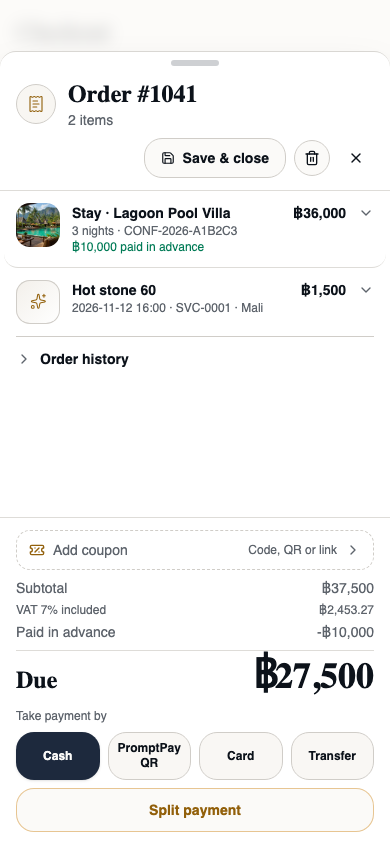 Order #1041
2 items
Save & close
Stay · Lagoon Pool Villa
฿36,000
3 nights · CONF-2026-A1B2C3
฿10,000 paid in advance
Hot stone 60
฿1,500
2026-11-12 16:00 · SVC-0001 · Mali
Order history
Add coupon
Code, QR or link
Subtotal
฿37,500
VAT 7% included
฿2,453.27
Paid in advance
-฿10,000
Due
฿27,500
Take payment by
Cash
PromptPay
QR
Card
Transfer
Split payment